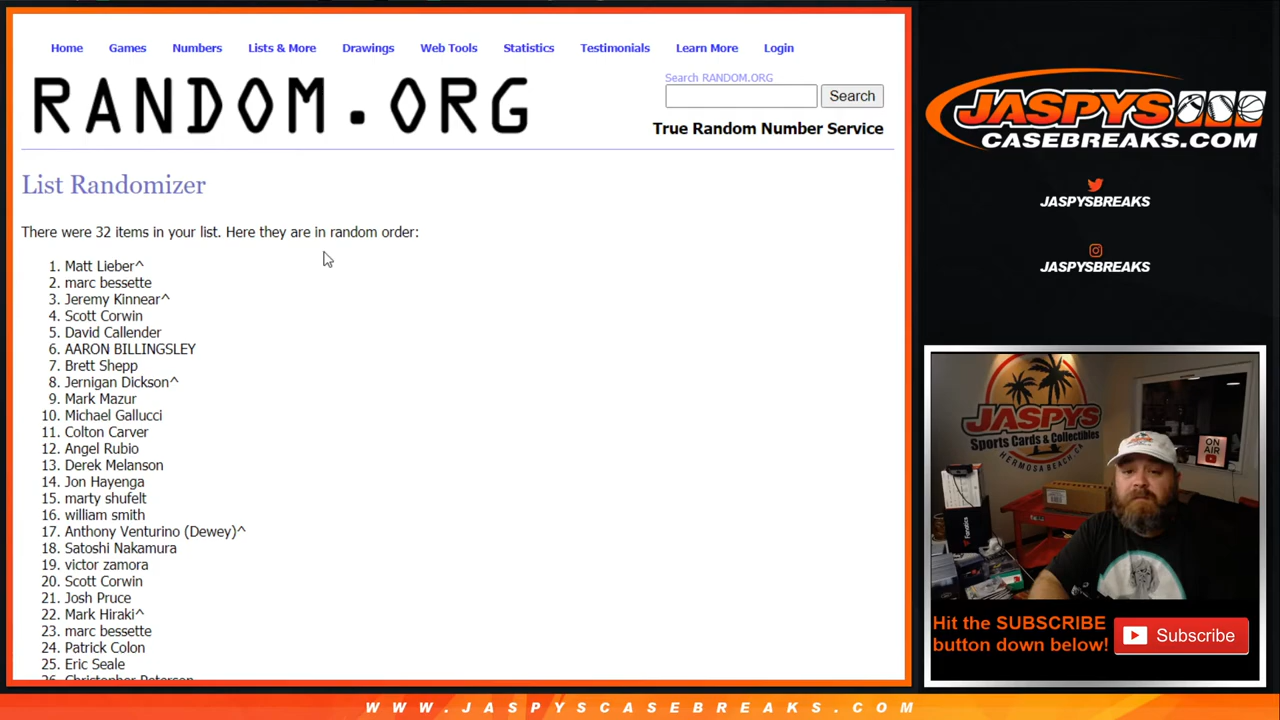 Home Games Numbers Lists & More Drawings Web Tools Statistics Testimonials Learn More Login
RANDOM.ORG
Search RANDOM.ORG
Search
True Random Number Service
List Randomizer
There were 32 items in your list. Here they are in random order:
1. Matt Lieber^
2. marc bessette
3. Jeremy Kinnear^
4. Scott Corwin
5. David Callender
6. AARON BILLINGSLEY
7. Brett Shepp
8. Jernigan Dickson^
9. Mark Mazur
10. Michael Gallucci
11. Colton Carver
12. Angel Rubio
13. Derek Melanson
14. Jon Hayenga
15. marty shufelt
16. william smith
17. Anthony Venturino (Dewey)^
18. Satoshi Nakamura
19. victor zamora
20. Scott Corwin
21. Josh Pruce
22. Mark Hiraki^
23. marc bessette
24. Patrick Colon
25. Eric Seale
26. Christopher Petersen
JASPYS
CASEBREAKS.COM
JASPYSBREAKS
JASPYSBREAKS
JASPYS
Sports Cards & Collectibles
HERMOSA BEACH, CA
ON AIR
Fanatics
Hit the SUBSCRIBE
button down below!
Subscribe
WWW.JASPYSCASEBREAKS.COM